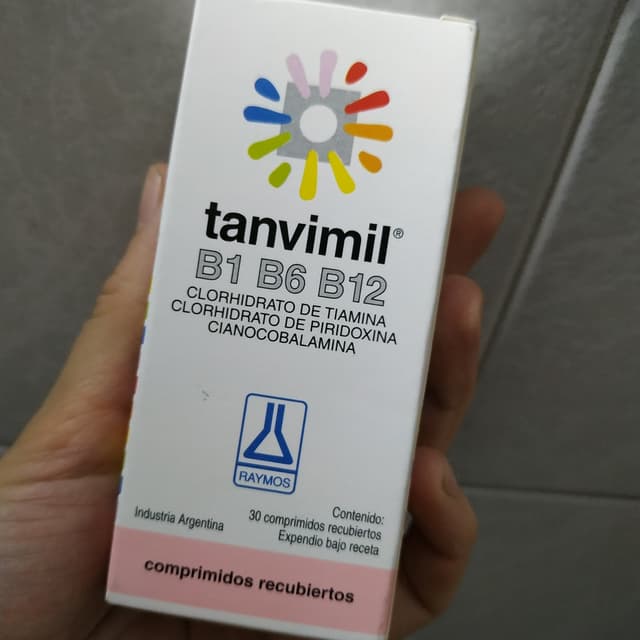 tanvimil®
B1 B6 B12
CLORHIDRATO DE TIAMINA
CLORHIDRATO DE PIRIDOXINA
CIANOCOBALAMINA
RAYMOS
Industria Argentina
Contenido:
30 comprimidos recubiertos
Expendio bajo receta
comprimidos recubiertos